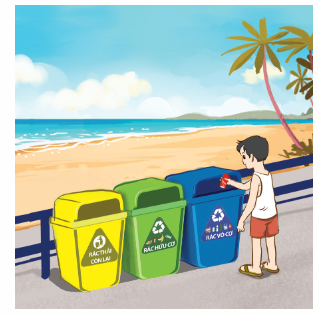 RÁC THẢI
CÒN LẠI
RÁC HỮU CƠ
RÁC VÔ CƠ